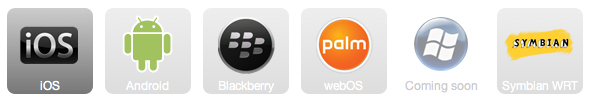 iOS
palm
SYMBIAN
iOS
Android
Blackberry
webOS
Coming soon
Symbian WRT